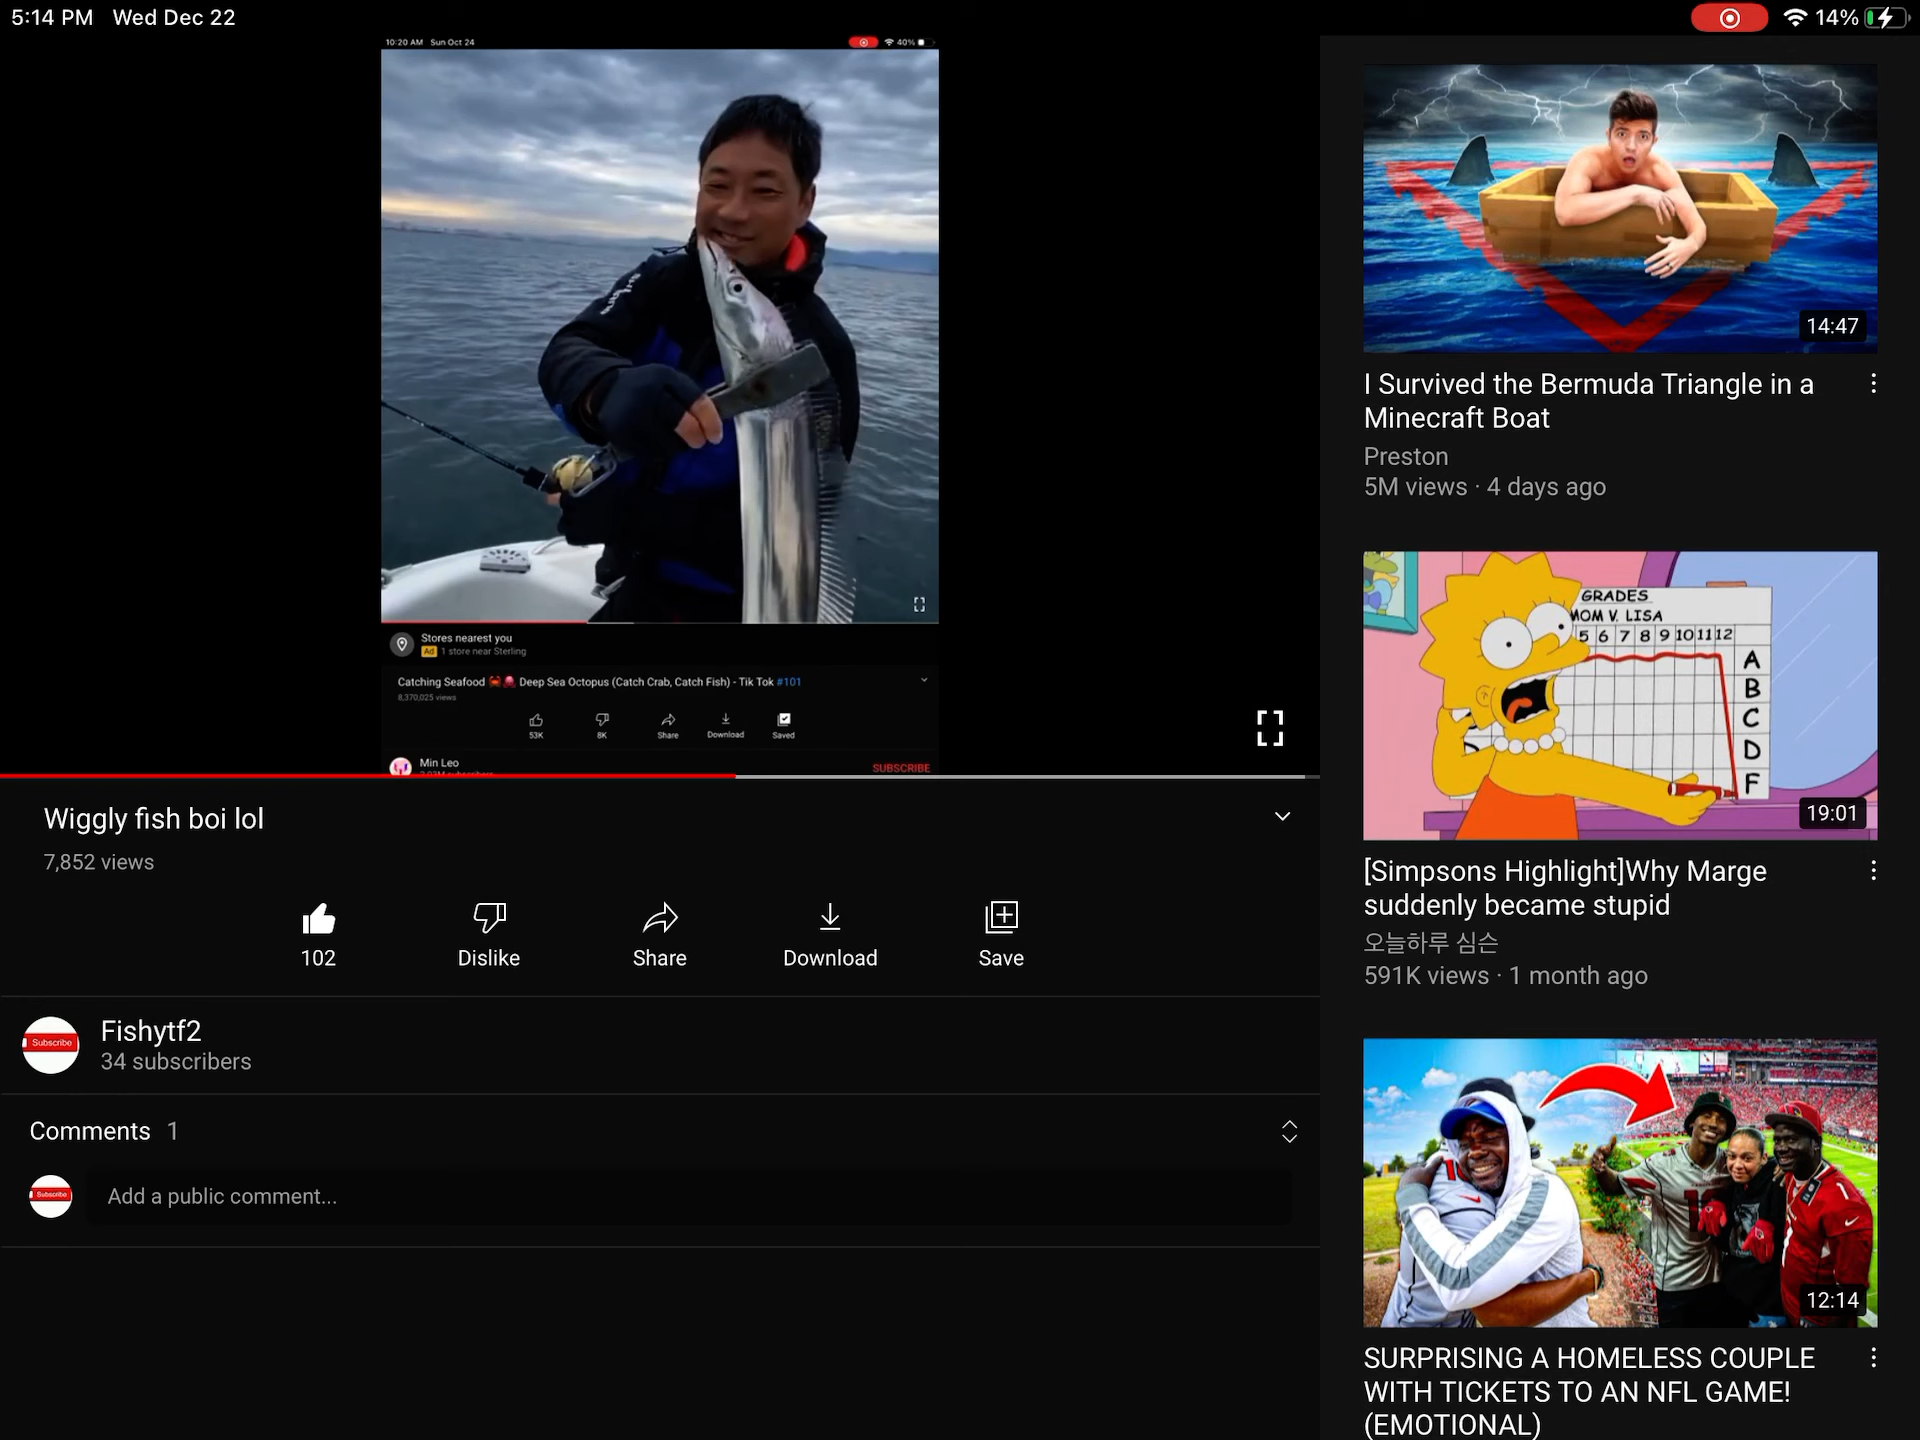 5:14 PM Wed Dec 22
14%
10:20 AM Sun Oct 24
40%
Stores nearest you
Ad 1 store near Sterling
Catching Seafood 🦀🐙 Deep Sea Octopus (Catch Crab, Catch Fish) - Tik Tok #101
8,370,025 views
53K 8K Share Download Saved
Min Leo
SUBSCRIBE
Wiggly fish boi lol
7,852 views
102 Dislike Share Download Save
Subscribe
Fishytf2
34 subscribers
Comments 1
Subscribe
Add a public comment...
14:47
I Survived the Bermuda Triangle in a
Minecraft Boat
Preston
5M views · 4 days ago
GRADES
MOM V. LISA
5 6 7 8 9 10 11 12
A
B
C
D
F
19:01
[Simpsons Highlight]Why Marge
suddenly became stupid
오늘하루 심슨
591K views · 1 month ago
12:14
SURPRISING A HOMELESS COUPLE
WITH TICKETS TO AN NFL GAME!
(EMOTIONAL)